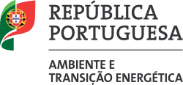 REPÚBLICA
PORTUGUESA
AMBIENTE E
TRANSIÇÃO ENERGÉTICA